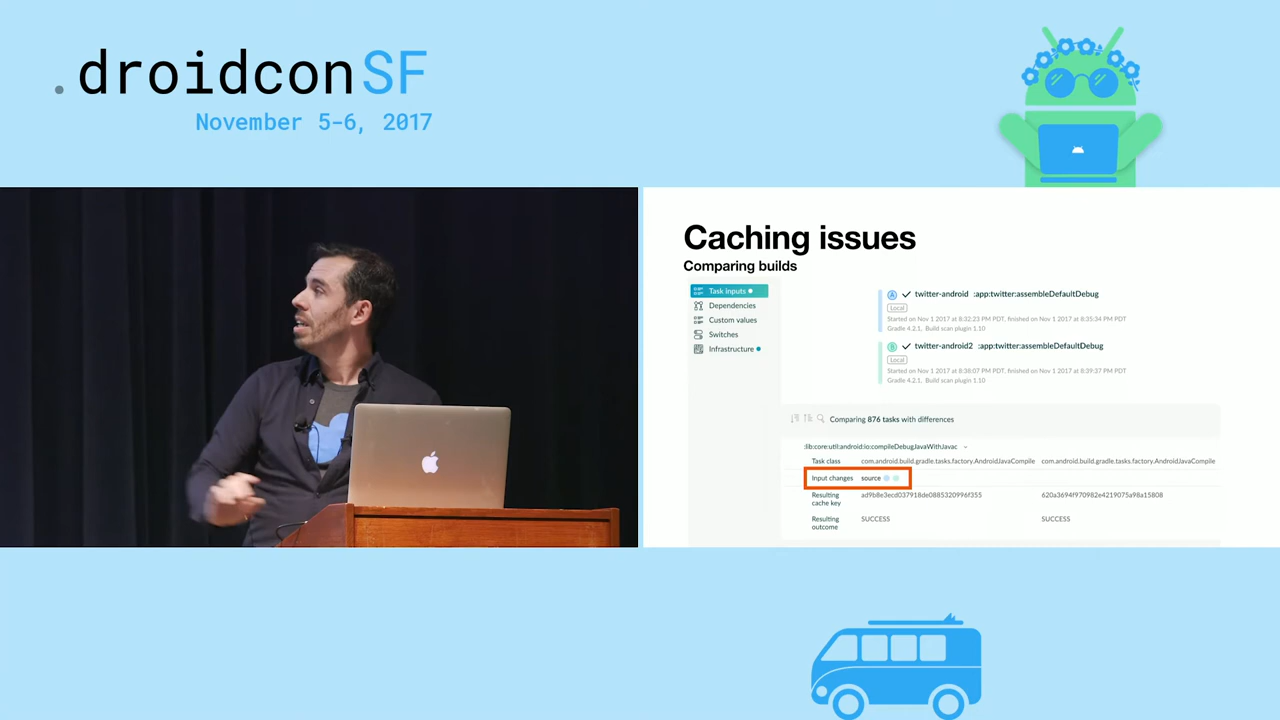 .droidconSF
November 5-6, 2017
Caching issues
Comparing builds
Task inputs
Dependencies
Custom values
Switches
Infrastructure
A twitter-android :app:twitter:assembleDefaultDebug
Local
Started on Nov 1 2017 at 8:32:23 PM PDT, finished on Nov 1 2017 at 8:35:34 PM PDT
Gradle 4.2.1, Build scan plugin 1.10
B twitter-android2 :app:twitter:assembleDefaultDebug
Local
Started on Nov 1 2017 at 8:38:07 PM PDT, finished on Nov 1 2017 at 8:39:37 PM PDT
Gradle 4.2.1, Build scan plugin 1.10
Comparing 876 tasks with differences
:lib:core:util:android:io:compileDebugJavaWithJavac
Task class com.android.build.gradle.tasks.factory.AndroidJavaCompile com.android.build.gradle.tasks.factory.AndroidJavaCompile
Input changes source
Resulting cache key ad9b8e3ecd037918de0885320996f355 620a3694f970982e4219075a98a15808
Resulting outcome SUCCESS SUCCESS